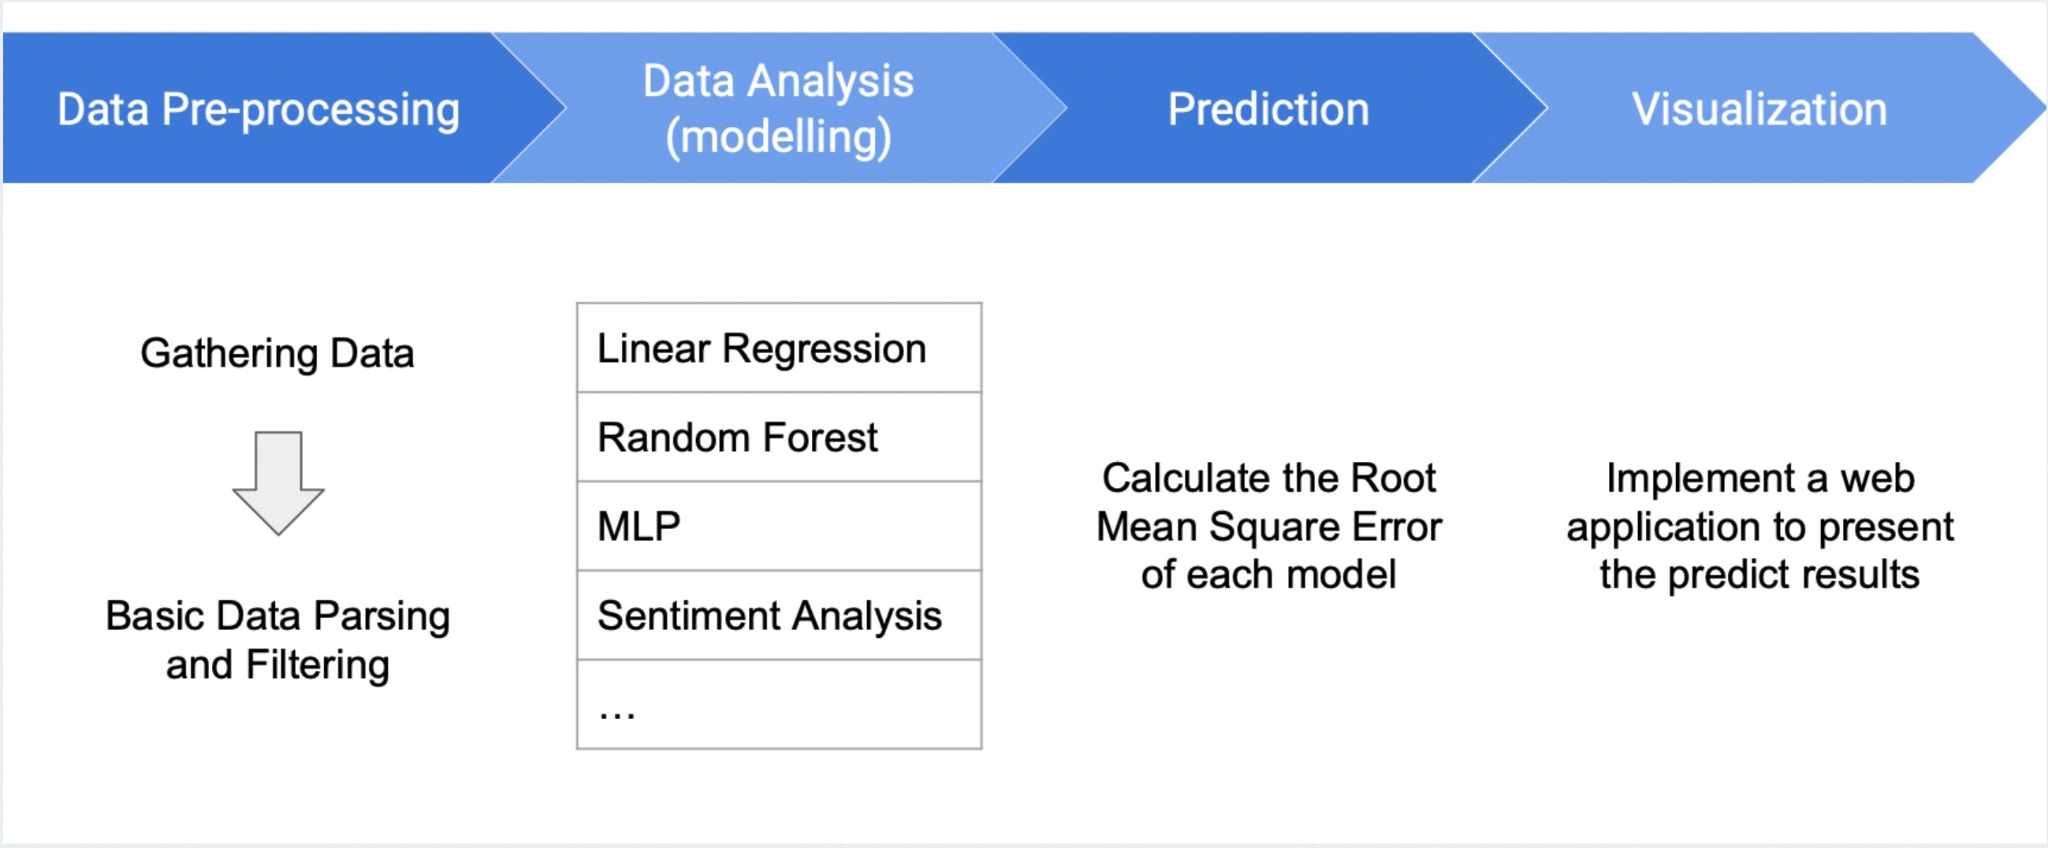 Data Pre-processing
Data Analysis
(modelling)
Prediction
Visualization
Gathering Data
Basic Data Parsing
and Filtering
Linear Regression
Random Forest
MLP
Sentiment Analysis
...
Calculate the Root
Mean Square Error
of each model
Implement a web
application to present
the predict results